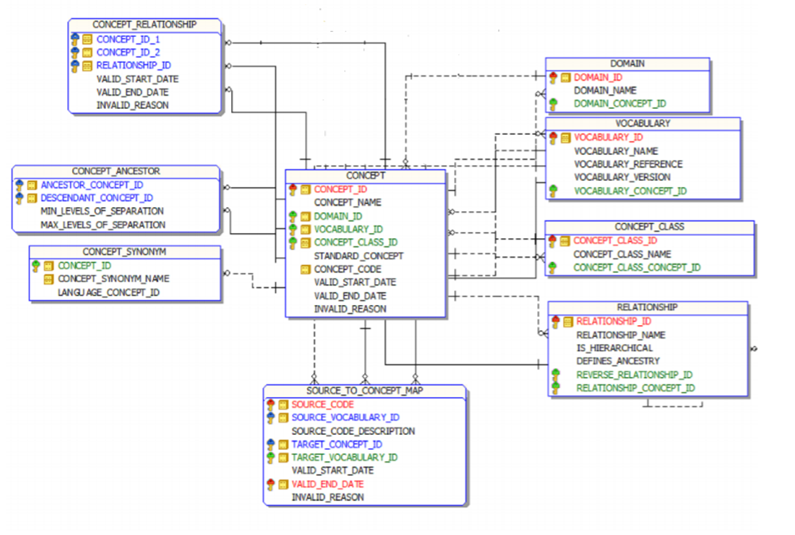 CONCEPT_RELATIONSHIP
CONCEPT_ID_1
CONCEPT_ID_2
RELATIONSHIP_ID
VALID_START_DATE
VALID_END_DATE
INVALID_REASON
CONCEPT_ANCESTOR
ANCESTOR_CONCEPT_ID
DESCENDANT_CONCEPT_ID
MIN_LEVELS_OF_SEPARATION
MAX_LEVELS_OF_SEPARATION
CONCEPT_SYNONYM
CONCEPT_ID
CONCEPT_SYNONYM_NAME
LANGUAGE_CONCEPT_ID
CONCEPT
CONCEPT_ID
CONCEPT_NAME
DOMAIN_ID
VOCABULARY_ID
CONCEPT_CLASS_ID
STANDARD_CONCEPT
CONCEPT_CODE
VALID_START_DATE
VALID_END_DATE
INVALID_REASON
SOURCE_TO_CONCEPT_MAP
SOURCE_CODE
SOURCE_VOCABULARY_ID
SOURCE_CODE_DESCRIPTION
TARGET_CONCEPT_ID
TARGET_VOCABULARY_ID
VALID_START_DATE
VALID_END_DATE
INVALID_REASON
DOMAIN
DOMAIN_ID
DOMAIN_NAME
DOMAIN_CONCEPT_ID
VOCABULARY
VOCABULARY_ID
VOCABULARY_NAME
VOCABULARY_REFERENCE
VOCABULARY_VERSION
VOCABULARY_CONCEPT_ID
CONCEPT_CLASS
CONCEPT_CLASS_ID
CONCEPT_CLASS_NAME
CONCEPT_CLASS_CONCEPT_ID
RELATIONSHIP
RELATIONSHIP_ID
RELATIONSHIP_NAME
IS_HIERARCHICAL
DEFINES_ANCESTRY
REVERSE_RELATIONSHIP_ID
RELATIONSHIP_CONCEPT_ID